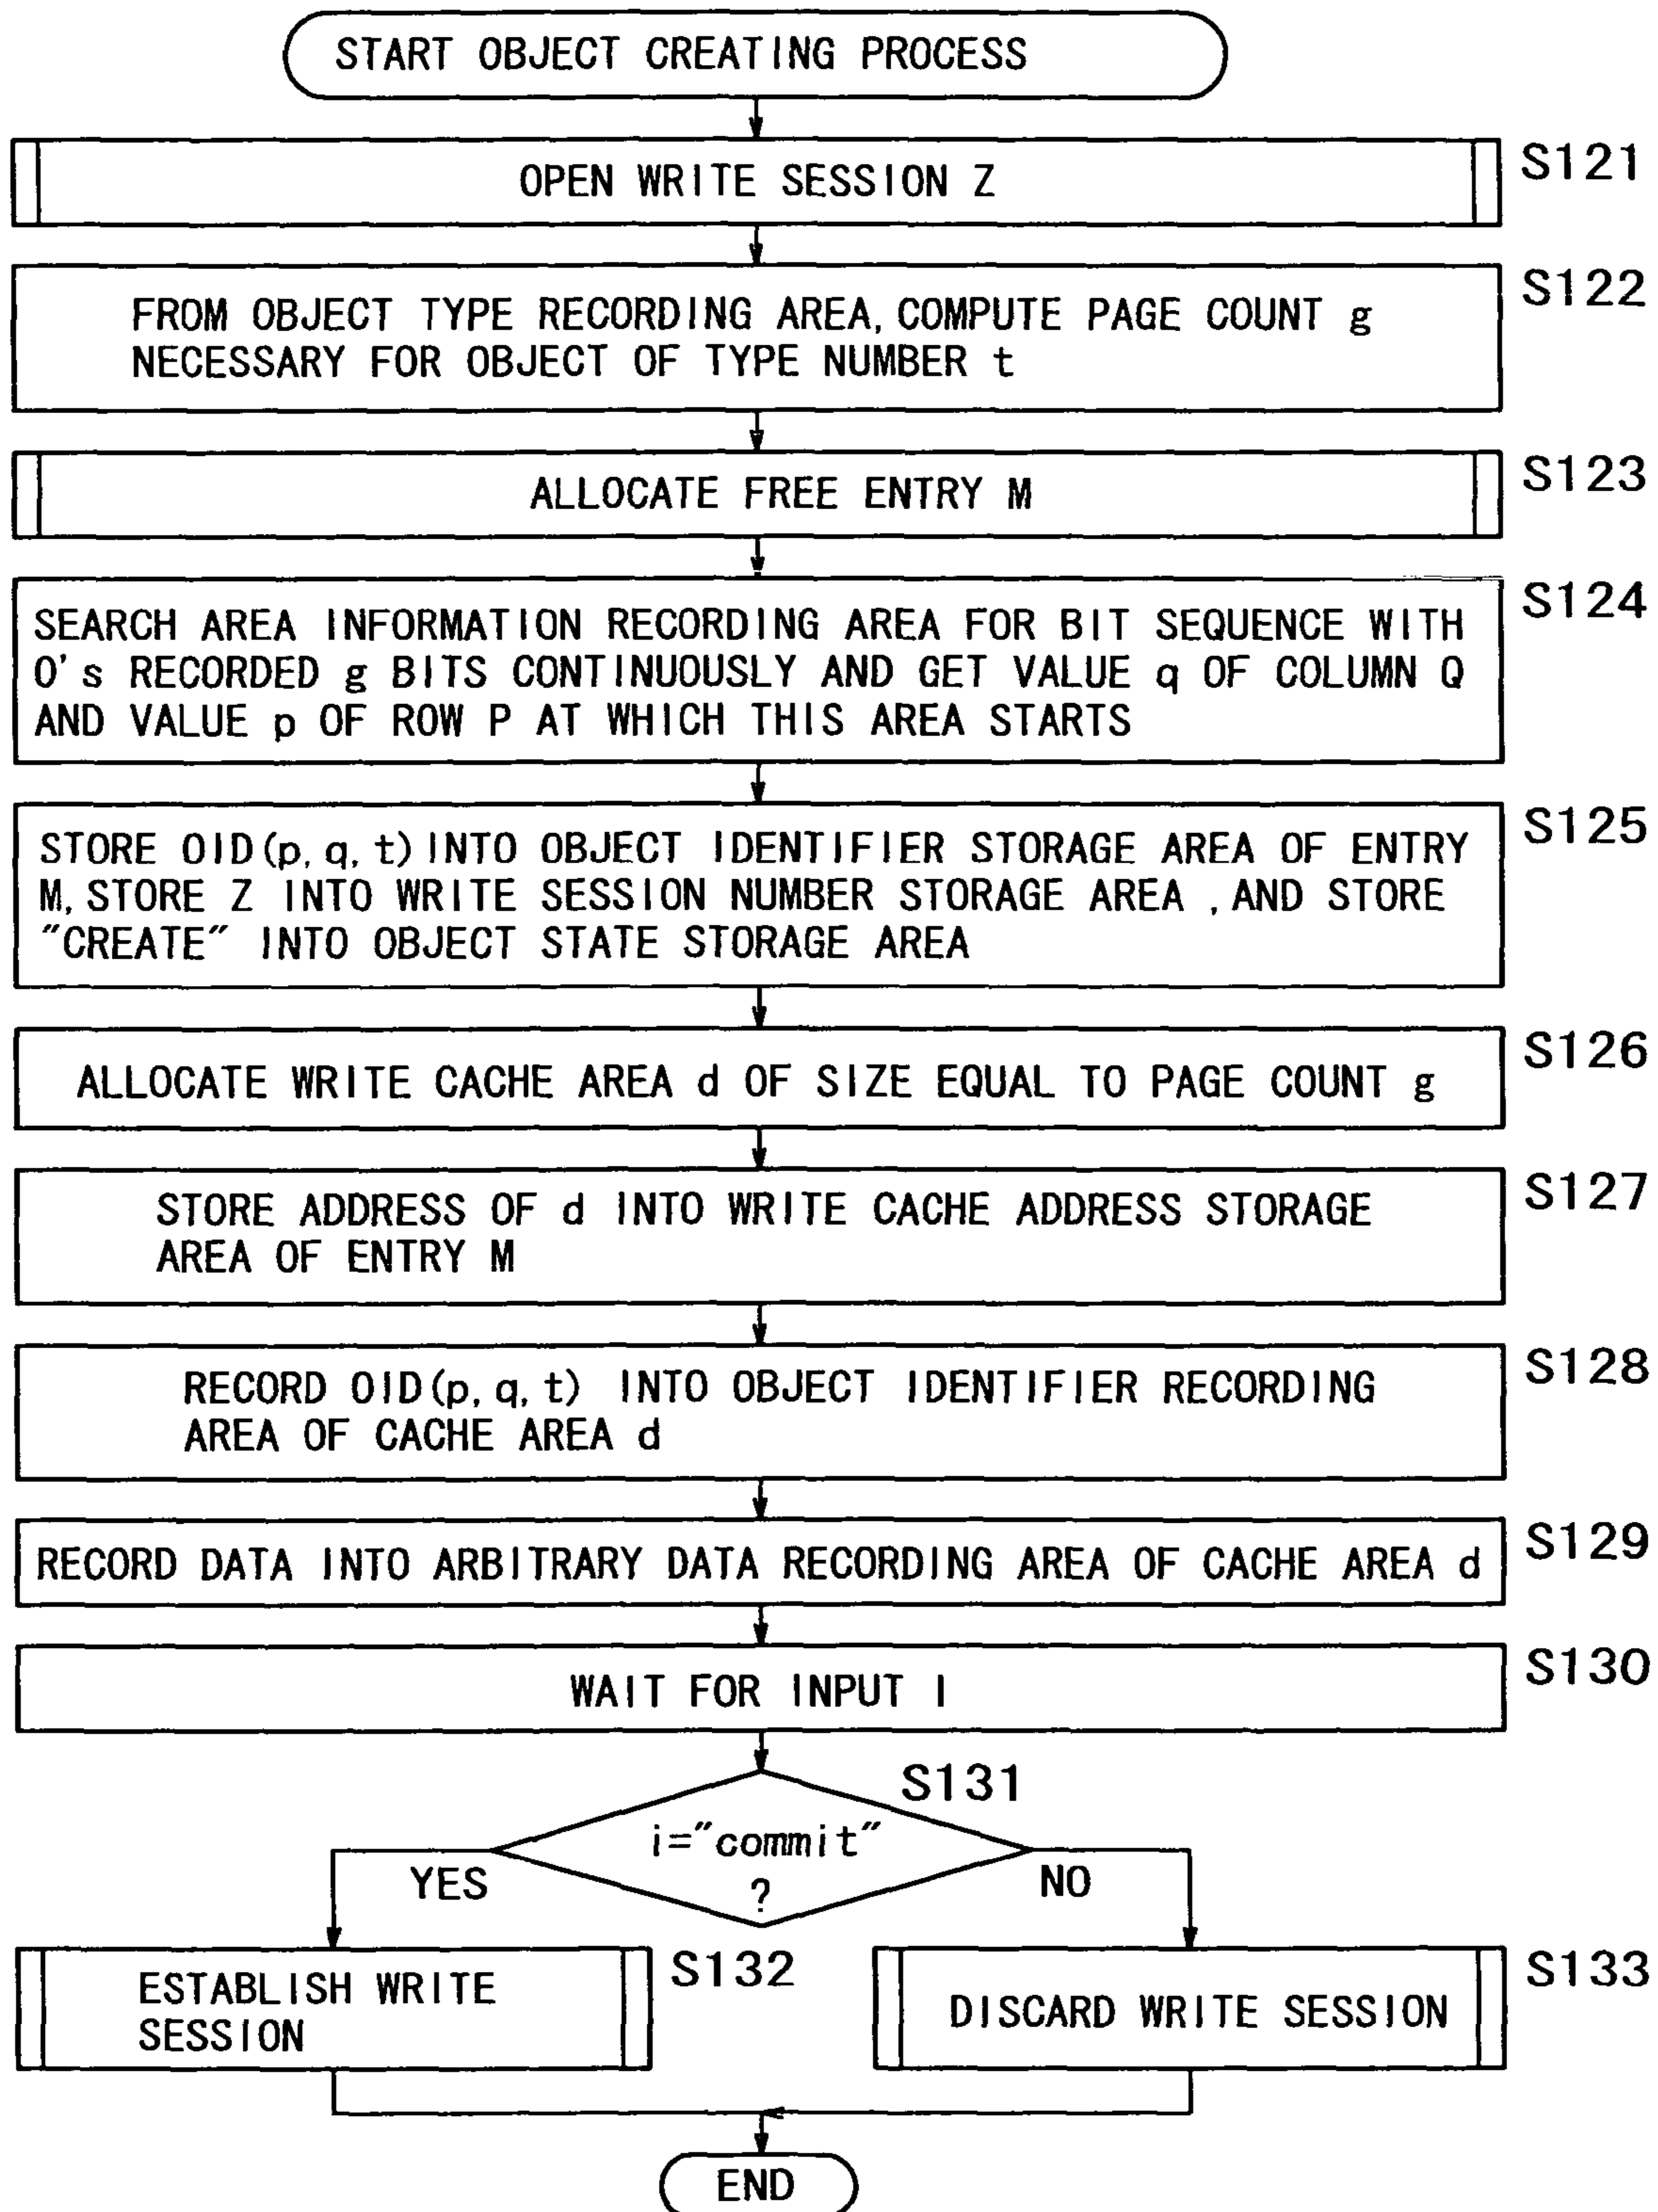 START OBJECT CREATING PROCESS
S121
OPEN WRITE SESSION Z
S122
FROM OBJECT TYPE RECORDING AREA, COMPUTE PAGE COUNT g
NECESSARY FOR OBJECT OF TYPE NUMBER t
S123
ALLOCATE FREE ENTRY M
S124
SEARCH AREA INFORMATION RECORDING AREA FOR BIT SEQUENCE WITH
0's RECORDED g BITS CONTINUOUSLY AND GET VALUE q OF COLUMN Q
AND VALUE p OF ROW P AT WHICH THIS AREA STARTS
S125
STORE OID(p, q, t) INTO OBJECT IDENTIFIER STORAGE AREA OF ENTRY
M, STORE Z INTO WRITE SESSION NUMBER STORAGE AREA , AND STORE
"CREATE" INTO OBJECT STATE STORAGE AREA
S126
ALLOCATE WRITE CACHE AREA d OF SIZE EQUAL TO PAGE COUNT g
S127
STORE ADDRESS OF d INTO WRITE CACHE ADDRESS STORAGE
AREA OF ENTRY M
S128
RECORD OID(p, q, t) INTO OBJECT IDENTIFIER RECORDING
AREA OF CACHE AREA d
S129
RECORD DATA INTO ARBITRARY DATA RECORDING AREA OF CACHE AREA d
S130
WAIT FOR INPUT I
S131
i="commit"
?
YES
NO
S132
ESTABLISH WRITE
SESSION
S133
DISCARD WRITE SESSION
END